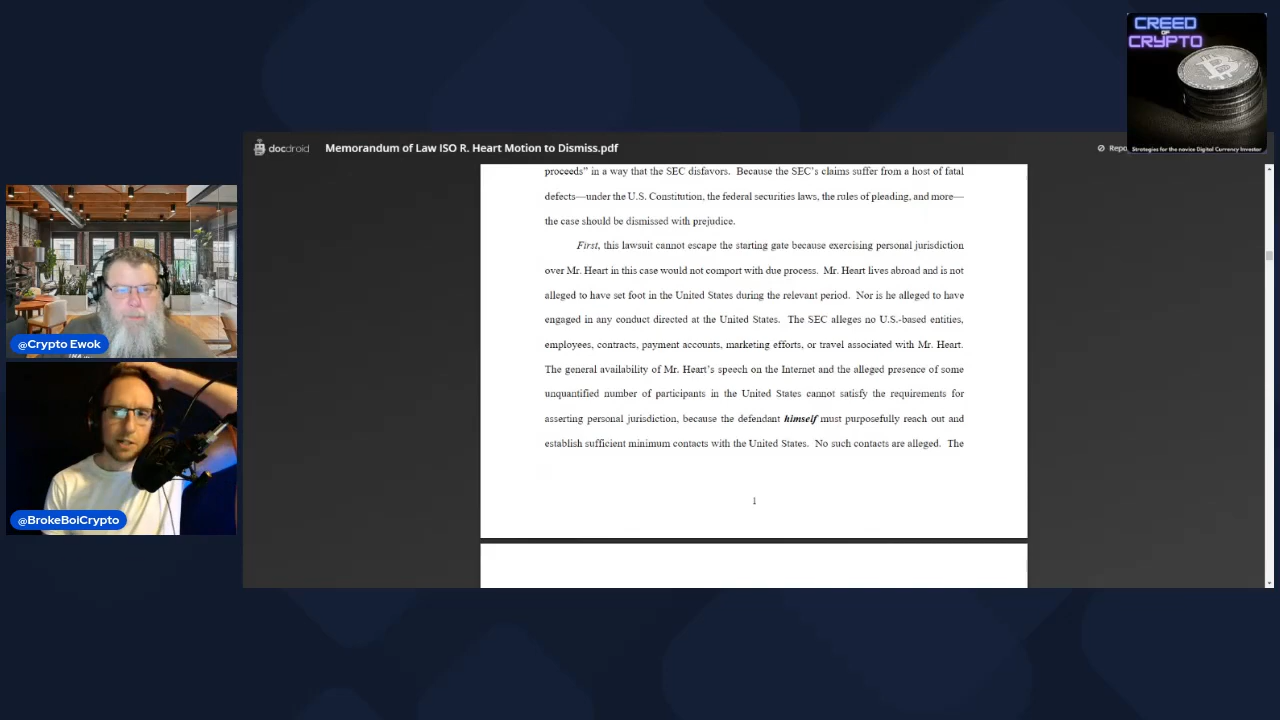 CREED
OF
CRYPTO
Strategies for the novice Digital Currency Investor
docdroid
Memorandum of Law ISO R. Heart Motion to Dismiss.pdf
Repo
proceeds” in a way that the SEC disfavors. Because the SEC’s claims suffer from a host of fatal
defects—under the U.S. Constitution, the federal securities laws, the rules of pleading, and more—
the case should be dismissed with prejudice.
First, this lawsuit cannot escape the starting gate because exercising personal jurisdiction
over Mr. Heart in this case would not comport with due process. Mr. Heart lives abroad and is not
alleged to have set foot in the United States during the relevant period. Nor is he alleged to have
engaged in any conduct directed at the United States. The SEC alleges no U.S.-based entities,
employees, contracts, payment accounts, marketing efforts, or travel associated with Mr. Heart.
The general availability of Mr. Heart’s speech on the Internet and the alleged presence of some
unquantified number of participants in the United States cannot satisfy the requirements for
asserting personal jurisdiction, because the defendant himself must purposefully reach out and
establish sufficient minimum contacts with the United States. No such contacts are alleged. The
1
@Crypto Ewok
@BrokeBoiCrypto